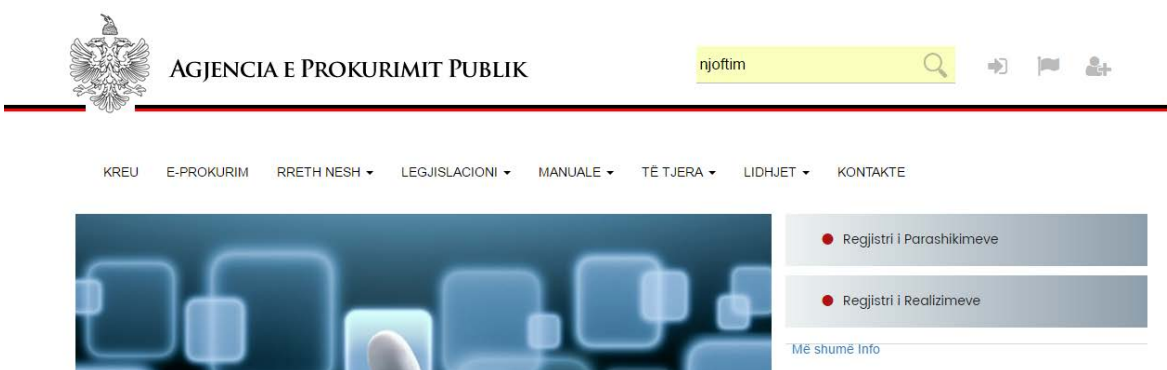 AGJENCIA E PROKURIMIT PUBLIK
njoftim
KREU E-PROKURIM RRETH NESH LEGJISLACIONI MANUALE TË TJERA LIDHJET KONTAKTE
Regjistri i Parashikimeve
Regjistri i Realizimeve
Më shumë Info